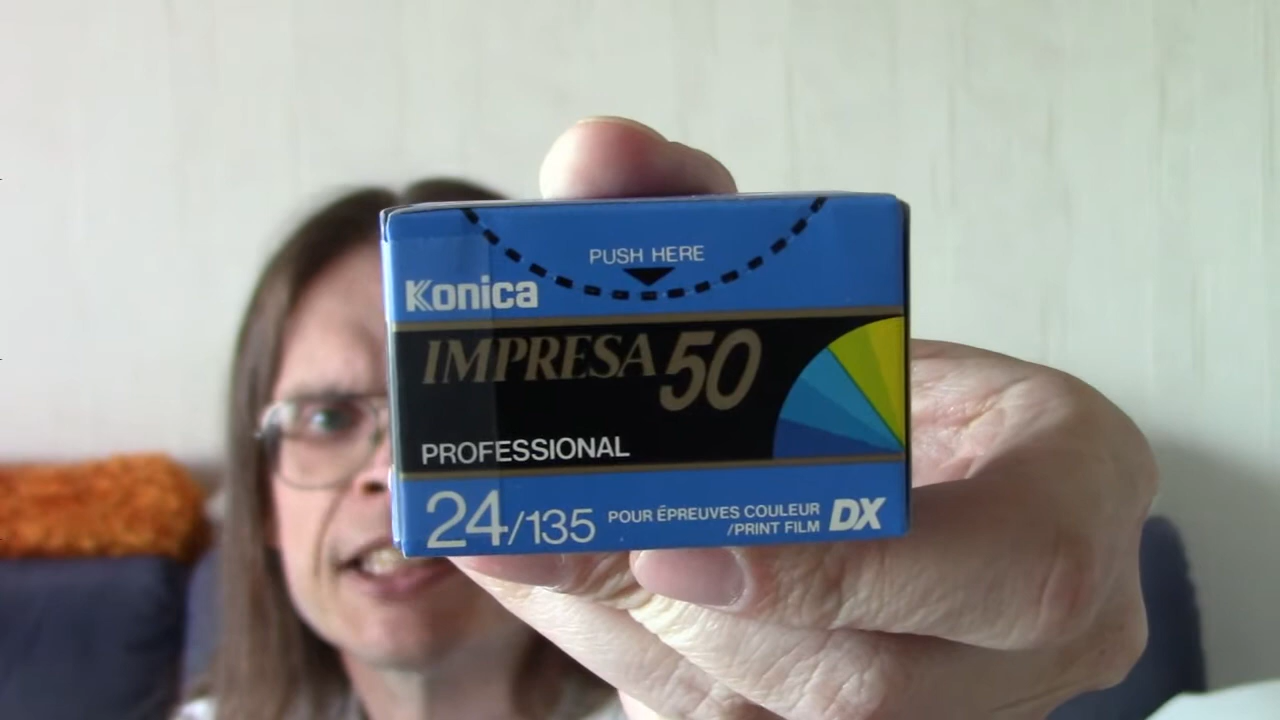 PUSH HERE
Konica
IMPRESA 50
PROFESSIONAL
24/135 POUR ÉPREUVES COULEUR
/PRINT FILM DX